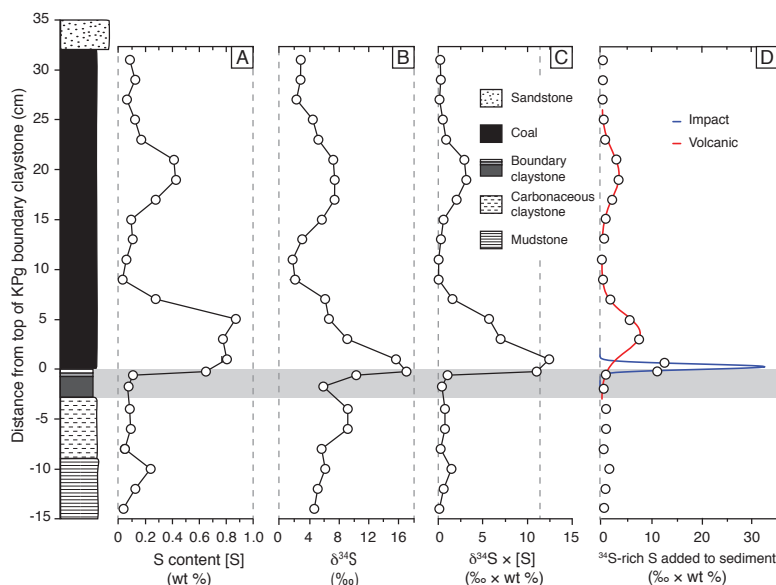 35
30
25
20
15
10
5
0
-5
-10
-15
Distance from top of KPg boundary claystone (cm)
A
B
C
D
Sandstone
Coal
Boundary
claystone
Carbonaceous
claystone
Mudstone
Impact
Volcanic
0 0.2 0.4 0.6 0.8 1.0
S content [S]
(wt %)
0 4 8 12 16
δ³⁴S
(‰)
0 5 10 15
δ³⁴S × [S]
(‰ × wt %)
0 10 20 30
³⁴S-rich S added to sediment
(‰ × wt %)